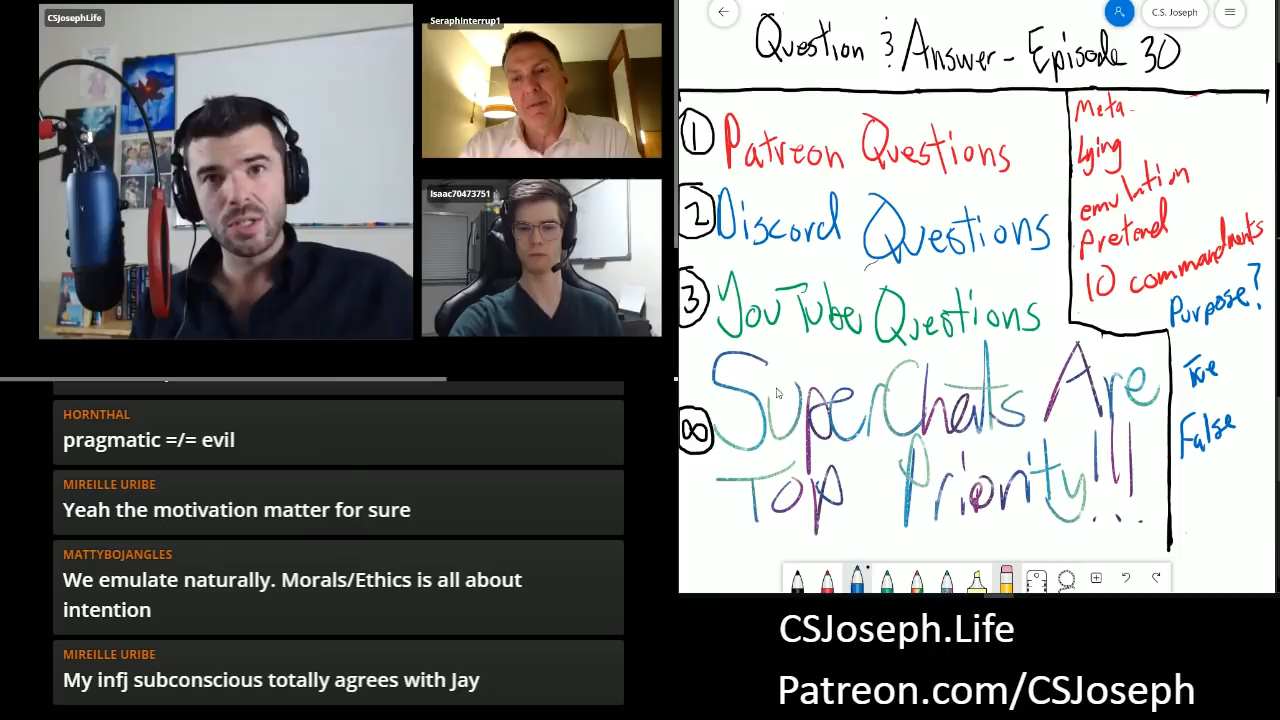 CSJosephLife
Seraphinterrup1
Isaac70473751
HORNTHAL
pragmatic =/= evil
MIREILLE URIBE
Yeah the motivation matter for sure
MATTYBOJANGLES
We emulate naturally. Morals/Ethics is all about
intention
MIREILLE URIBE
My infj subconscious totally agrees with Jay
C.S. Joseph
Question & Answer - Episode 30
1 Patreon Questions
2 Discord Questions
3 YouTube Questions
∞ SuperChats Are
Top Priority!!!...
Meta-
lying
emulation
Pretend
10 commandments
Purpose?
True
False
CSJoseph.Life
Patreon.com/CSJoseph